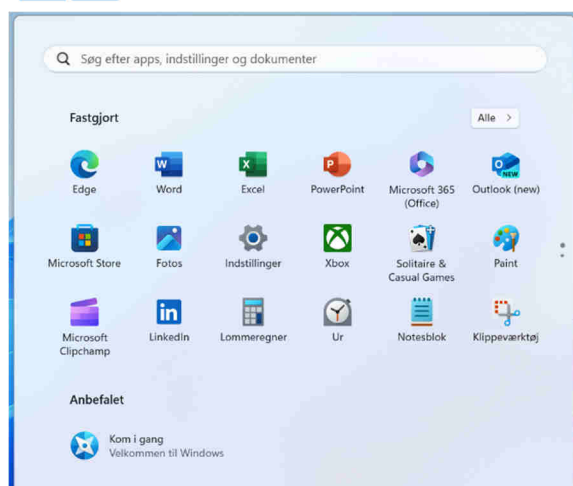 Søg efter apps, indstillinger og dokumenter
Fastgjort
Alle >
Edge
Word
Excel
PowerPoint
Microsoft 365
(Office)
Outlook (new)
Microsoft Store
Fotos
Indstillinger
Xbox
Solitaire &
Casual Games
Paint
Microsoft
Clipchamp
LinkedIn
Lommeregner
Ur
Notesblok
Klippeværktøj
Anbefalet
Kom i gang
Velkommen til Windows